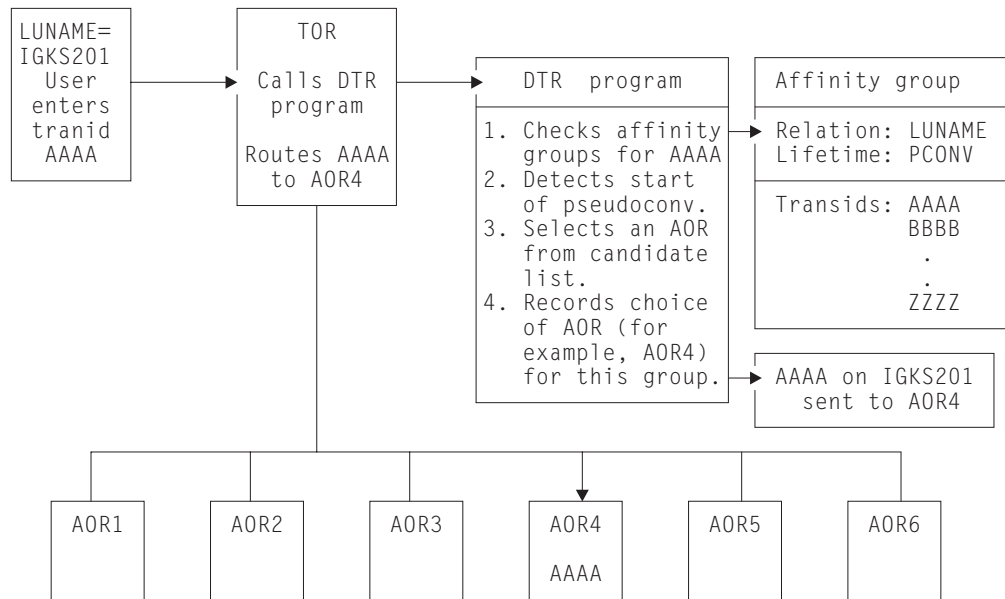 LUNAME=
IGKS201
User
enters
tranid
AAAA
TOR
Calls DTR
program
Routes AAAA
to AOR4
DTR program
1. Checks affinity
groups for AAAA
2. Detects start
of pseudoconv.
3. Selects an AOR
from candidate
list.
4. Records choice
of AOR (for
example, AOR4)
for this group.
Affinity group
Relation: LUNAME
Lifetime: PCONV
Transids: AAAA
BBBB
.
.
ZZZZ
AAAA on IGKS201
sent to AOR4
AOR1
AOR2
AOR3
AOR4
AAAA
AOR5
AOR6